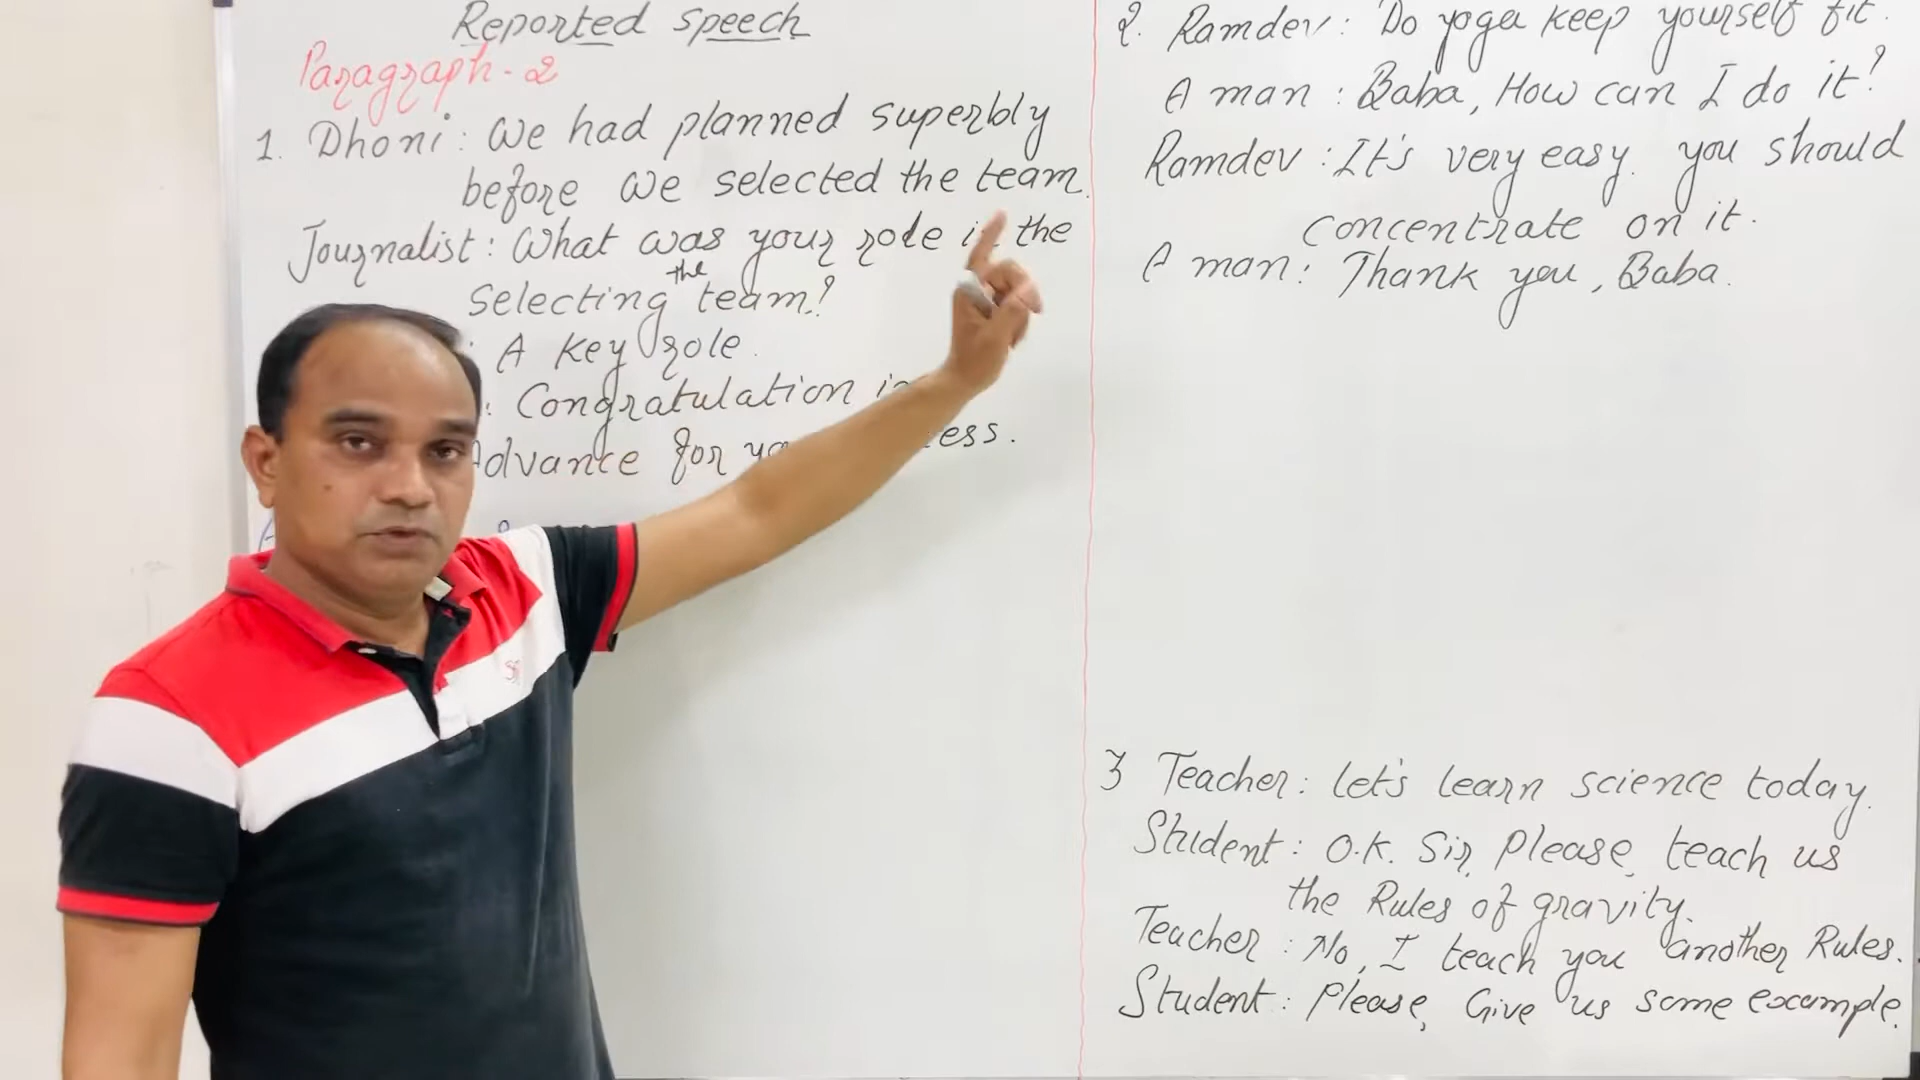 Reported speech
Paragraph - 2
1. Dhoni : We had planned superbly
before we selected the team.
Journalist : What was your role in the
the
Selecting team?
: A key role.
: Congratulation in
Advance for
2. Ramdev : Do yoga keep yourself fit.
A man : Baba, How can I do it?
Ramdev : It's very easy. you should
concentrate on it.
A man : Thank you, Baba.
3 Teacher : Let's learn science today.
Student : O.K. Sir, Please, teach us
the Rules of gravity.
Teacher : No, I teach you another Rules.
Student : Please, Give us some example.